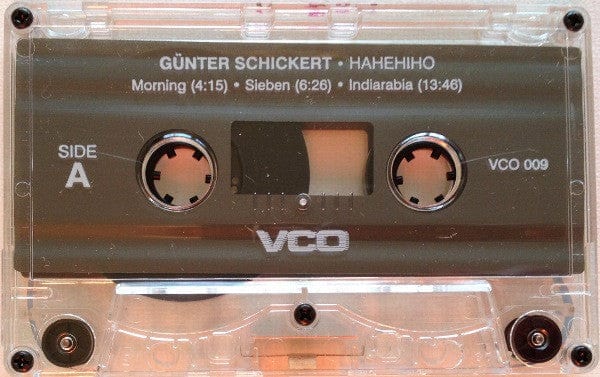 GÜNTER SCHICKERT • HAHEHIHO
Morning (4:15) • Sieben (6:26) • Indiarabia (13:46)
SIDE
A
VCO 009
VCO